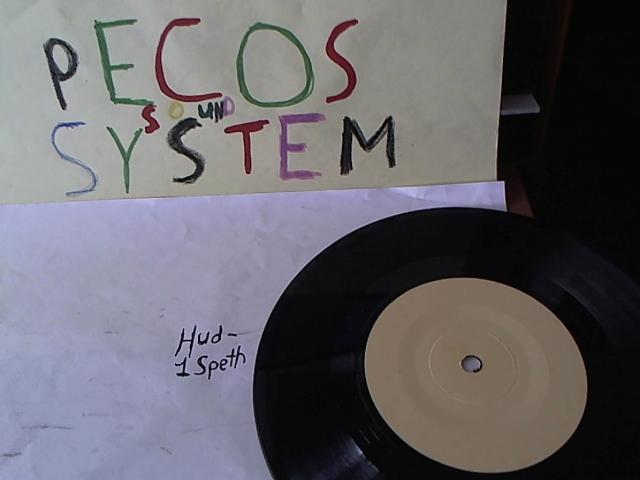 PECOS
SOUND
SYSTEM
Hud-
1 Speth